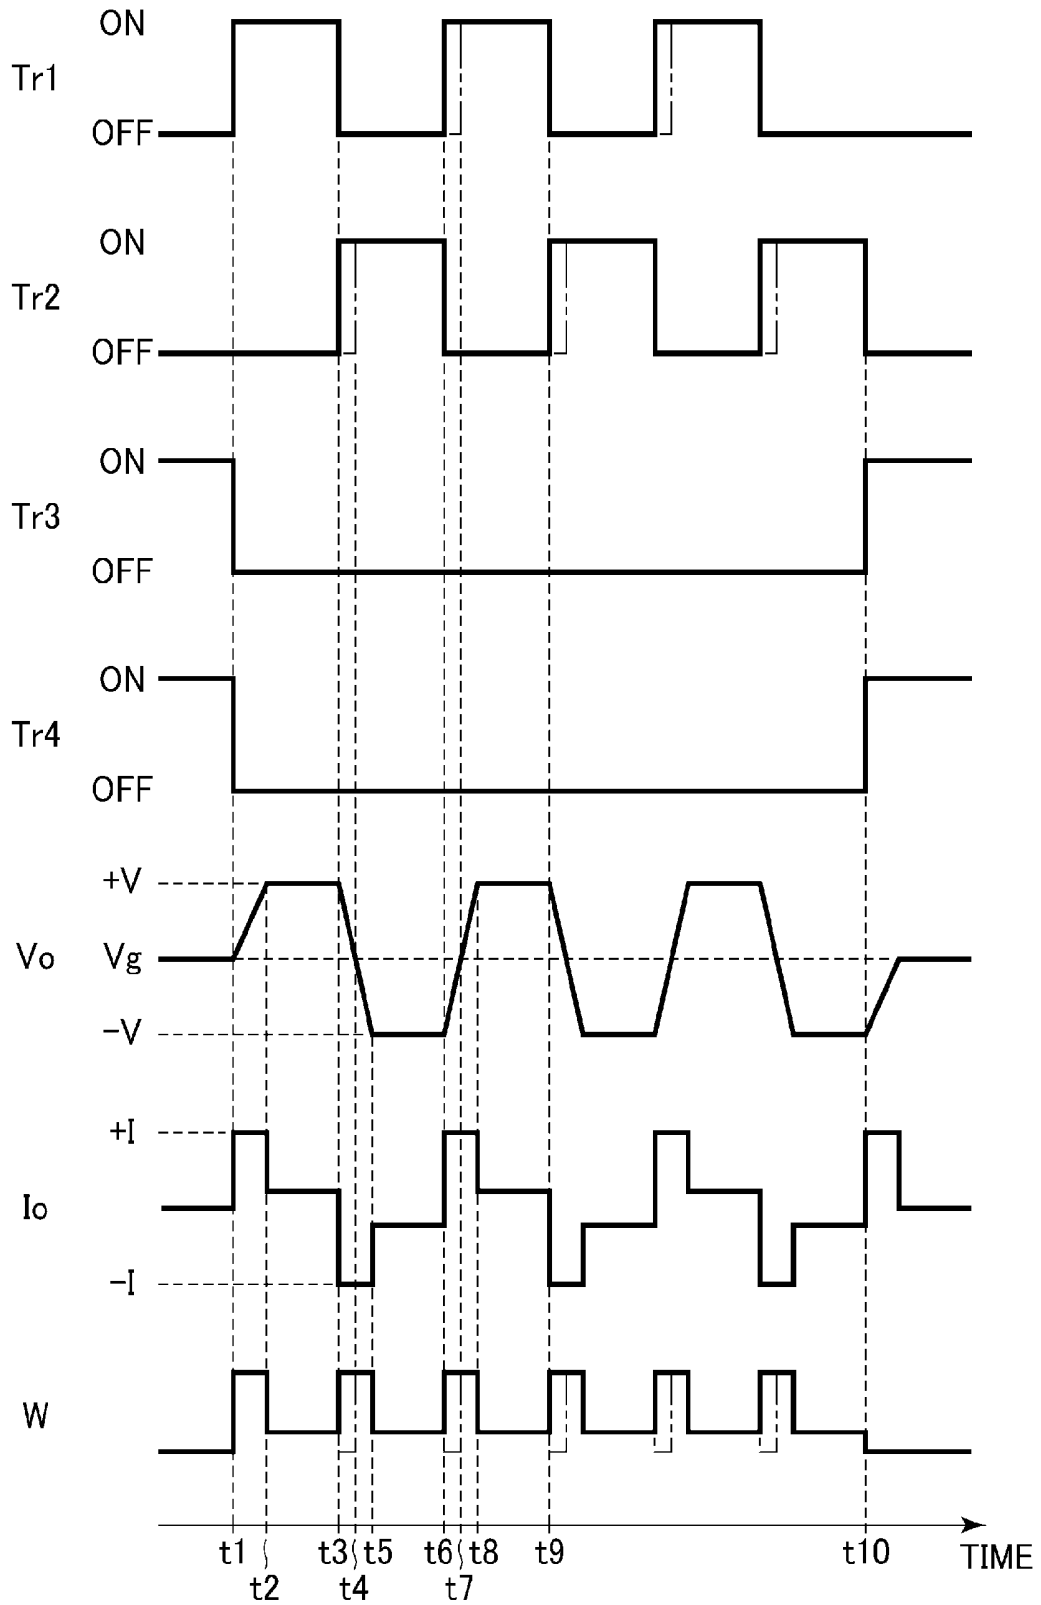 ON
Tr1
OFF
ON
Tr2
OFF
ON
Tr3
OFF
ON
Tr4
OFF
+V
Vo Vg
−V
+I
Io
−I
W
t1 t3 t5 t6 t8 t9 t10 TIME
t2 t4 t7